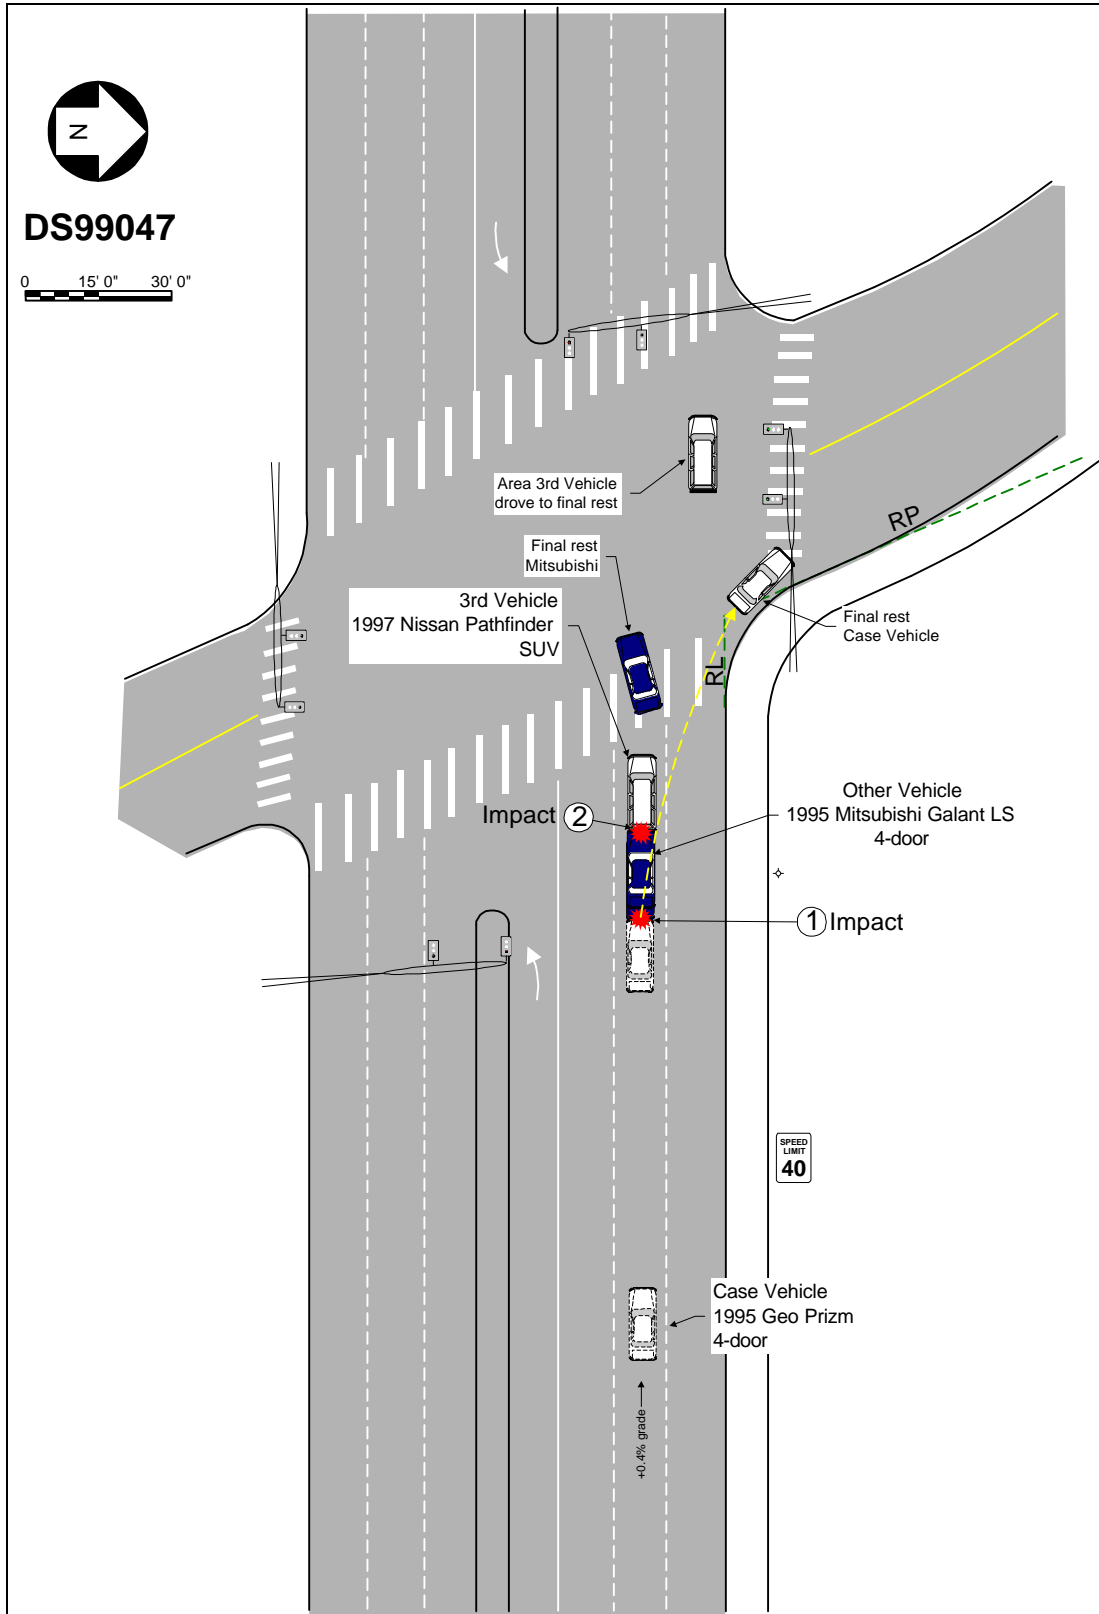 N
DS99047
0 15' 0" 30' 0"
Area 3rd Vehicle
drove to final rest
RP
Final rest
Mitsubishi
3rd Vehicle
1997 Nissan Pathfinder
SUV
Final rest
Case Vehicle
RL
Other Vehicle
1995 Mitsubishi Galant LS
4-door
Impact 2
1 Impact
SPEED
LIMIT
40
Case Vehicle
1995 Geo Prizm
4-door
+0.4% grade